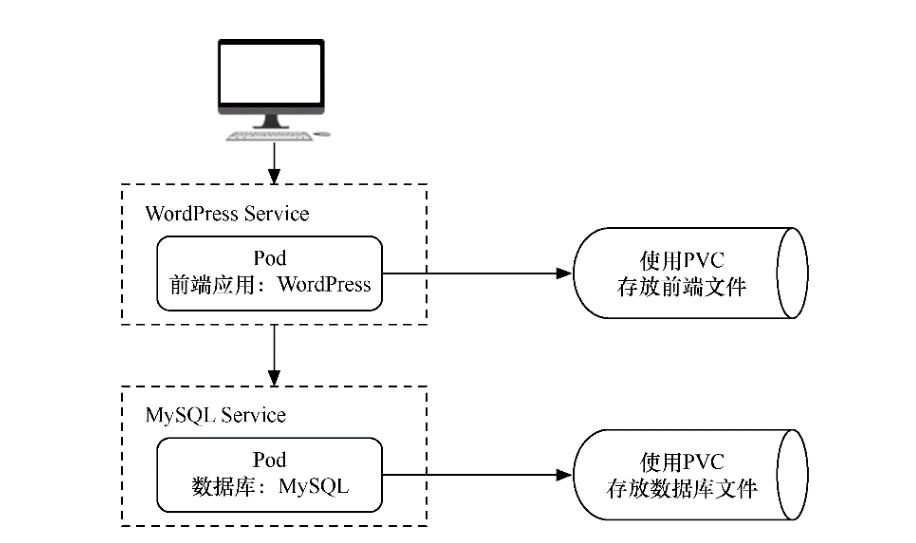 WordPress Service
Pod
前端应用：WordPress
使用PVC
存放前端文件
MySQL Service
Pod
数据库：MySQL
使用PVC
存放数据库文件